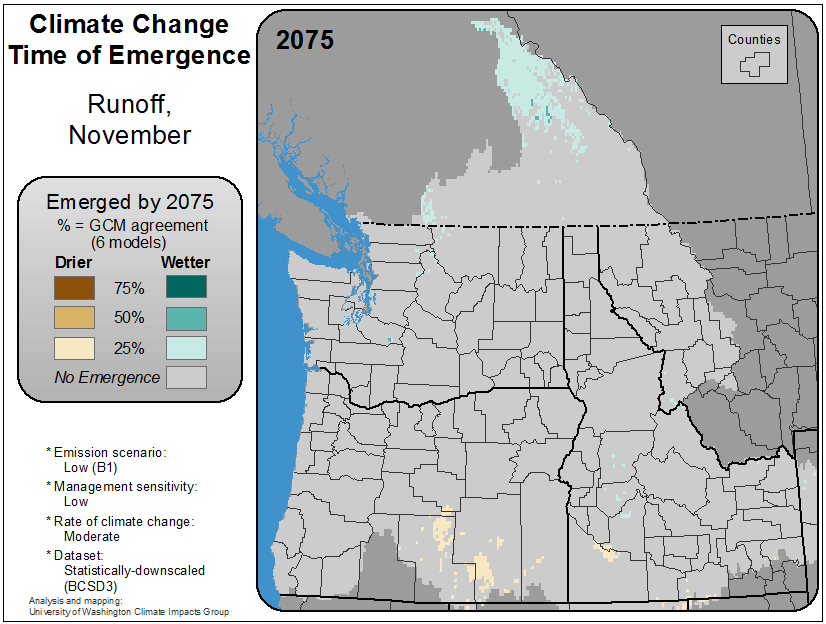 Climate Change
Time of Emergence
Runoff,
November
Emerged by 2075
% = GCM agreement
(6 models)
Drier
Wetter
75%
50%
25%
No Emergence
* Emission scenario:
Low (B1)
* Management sensitivity:
Low
* Rate of climate change:
Moderate
* Dataset:
Statistically-downscaled
(BCSD3)
Analysis and mapping:
University of Washington Climate Impacts Group
2075
Counties